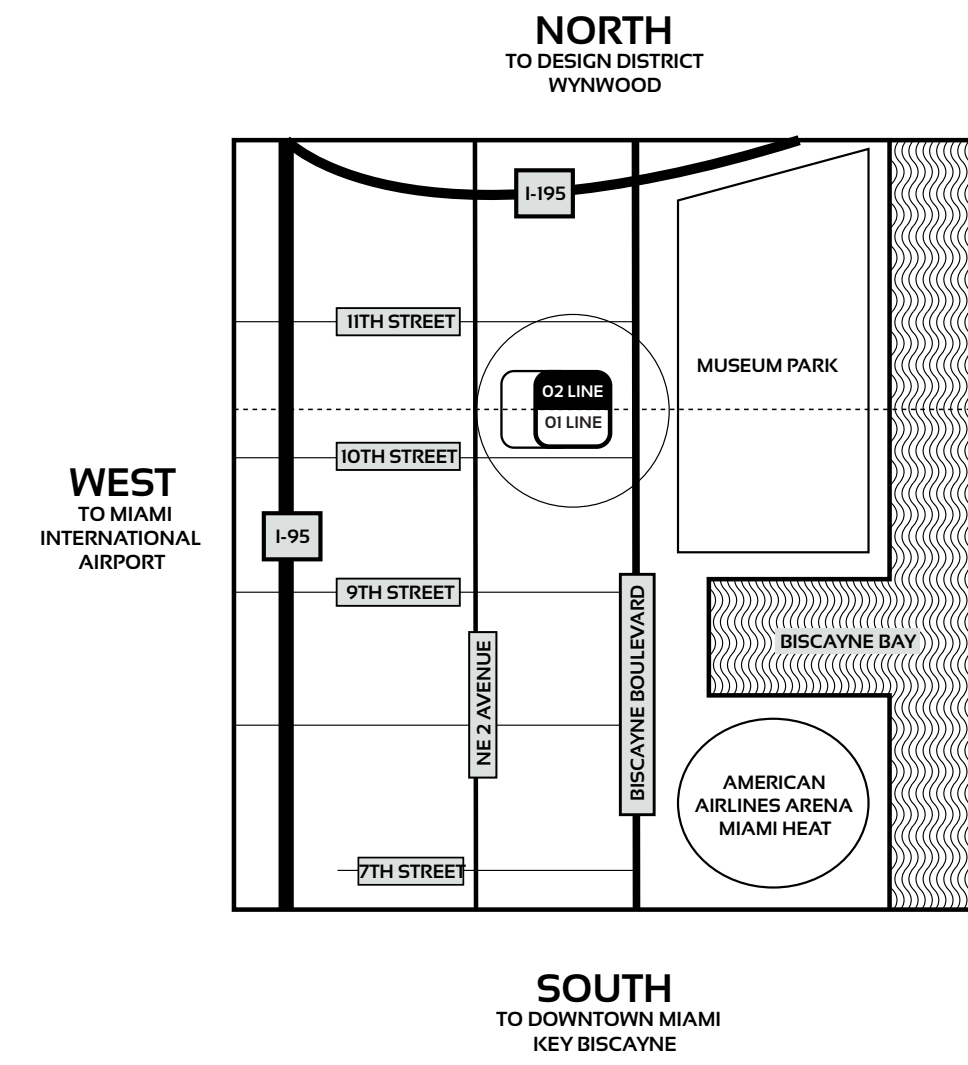 NORTH
TO DESIGN DISTRICT
WYNWOOD
I-195
11TH STREET
MUSEUM PARK
02 LINE
01 LINE
10TH STREET
WEST
TO MIAMI
INTERNATIONAL
AIRPORT
I-95
9TH STREET
BISCAYNE BOULEVARD
NE 2 AVENUE
BISCAYNE BAY
AMERICAN
AIRLINES ARENA
MIAMI HEAT
7TH STREET
SOUTH
TO DOWNTOWN MIAMI
KEY BISCAYNE